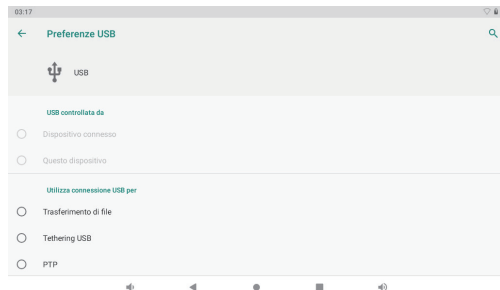 03:17
Preferenze USB
USB
USB controllata da
Dispositivo connesso
Questo dispositivo
Utilizza connessione USB per
Trasferimento di file
Tethering USB
PTP